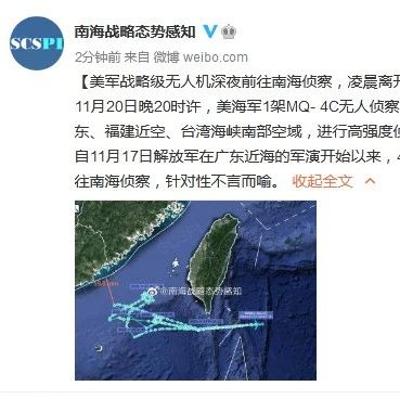 SCSPI
南海战略态势感知
2分钟前 来自 微博 weibo.com
【美军战略级无人机深夜前往南海侦察,凌晨离开
11月20日晚20时许,美海军1架MQ- 4C无人侦察
东、福建近空、台湾海峡南部空域,进行高强度侦
自11月17日解放军在广东近海的军演开始以来,
往南海侦察,针对性不言而喻。 收起全文
@南海战略态势感知